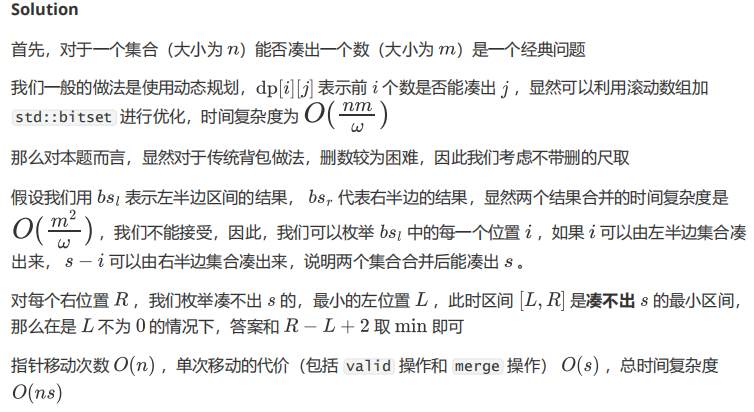 Solution
首先，对于一个集合（大小为 n）能否凑出一个数（大小为 m）是一个经典问题
我们一般的做法是使用动态规划，dp[i][j] 表示前 i 个数是否能凑出 j ，显然可以利用滚动数组加
std::bitset 进行优化，时间复杂度为 O(nm/ω)
那么对本题而言，显然对于传统背包做法，删数较为困难，因此我们考虑不带删的尺取
假设我们用 bs_l 表示左半边区间的结果， bs_r 代表右半边的结果，显然两个结果合并的时间复杂度是
O(m²/ω) ，我们不能接受，因此，我们可以枚举 bs_l 中的每一个位置 i ，如果 i 可以由左半边集合凑
出来， s − i 可以由右半边集合凑出来，说明两个集合合并后能凑出 s 。
对每个右位置 R ，我们枚举凑不出 s 的，最小的左位置 L ，此时区间 [L, R] 是凑不出 s 的最小区间，
那么在是 L 不为 0 的情况下，答案和 R − L + 2 取 min 即可
指针移动次数 O(n) ，单次移动的代价（包括 valid 操作和 merge 操作） O(s) ，总时间复杂度
O(ns)